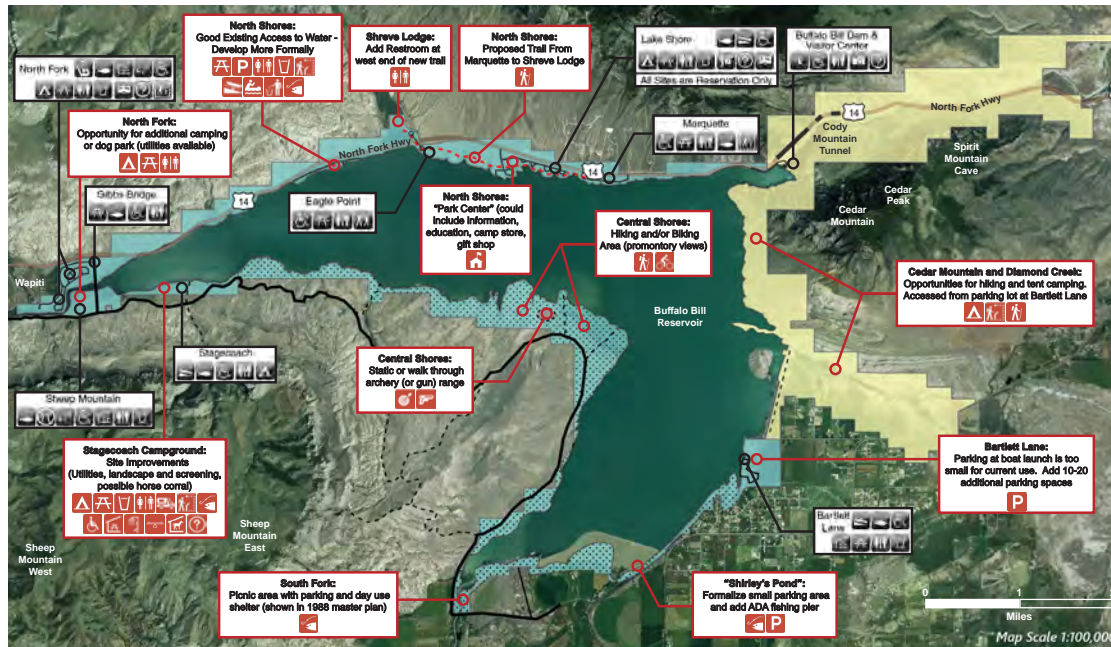 North Shores:
Good Existing Access to Water -
Develop More Formally
Shreve Lodge:
Add Restroom at
west end of new trail
North Shores:
Proposed Trail From
Marquette to Shreve Lodge
Lake Shore
All Sites are Reservation Only
Buffalo Bill Dam &
Visitor Center
North Fork
North Fork:
Opportunity for additional camping
or dog park (utilities available)
North Fork Hwy
14
North Fork Hwy
Cody
Mountain
Tunnel
Spirit
Mountain
Cave
Marquette
14
Cedar
Peak
Cedar
Mountain
Gibbs Bridge
14
Eagle Point
North Shores:
"Park Center" (could
include information,
education, camp store,
gift shop
Central Shores:
Hiking and/or Biking
Area (promontory views)
Wapiti
Cedar Mountain and Diamond Creek:
Opportunities for hiking and tent camping.
Accessed from parking lot at Bartlett Lane
Buffalo Bill
Reservoir
Stagecoach
Central Shores:
Static or walk through
archery (or gun) range
Sheep Mountain
Stagecoach Campground:
Site Improvements
(Utilities, landscape and screening,
possible horse corral)
Bartlett Lane:
Parking at boat launch is too
small for current use. Add 10-20
additional parking spaces
P
Bartlett
Lane
Sheep
Mountain
East
Sheep
Mountain
West
South Fork:
Picnic area with parking and day use
shelter (shown in 1988 master plan)
"Shirley's Pond":
Formalize small parking area
and add ADA fishing pier
P
0 1
Miles
Map Scale 1:100,000